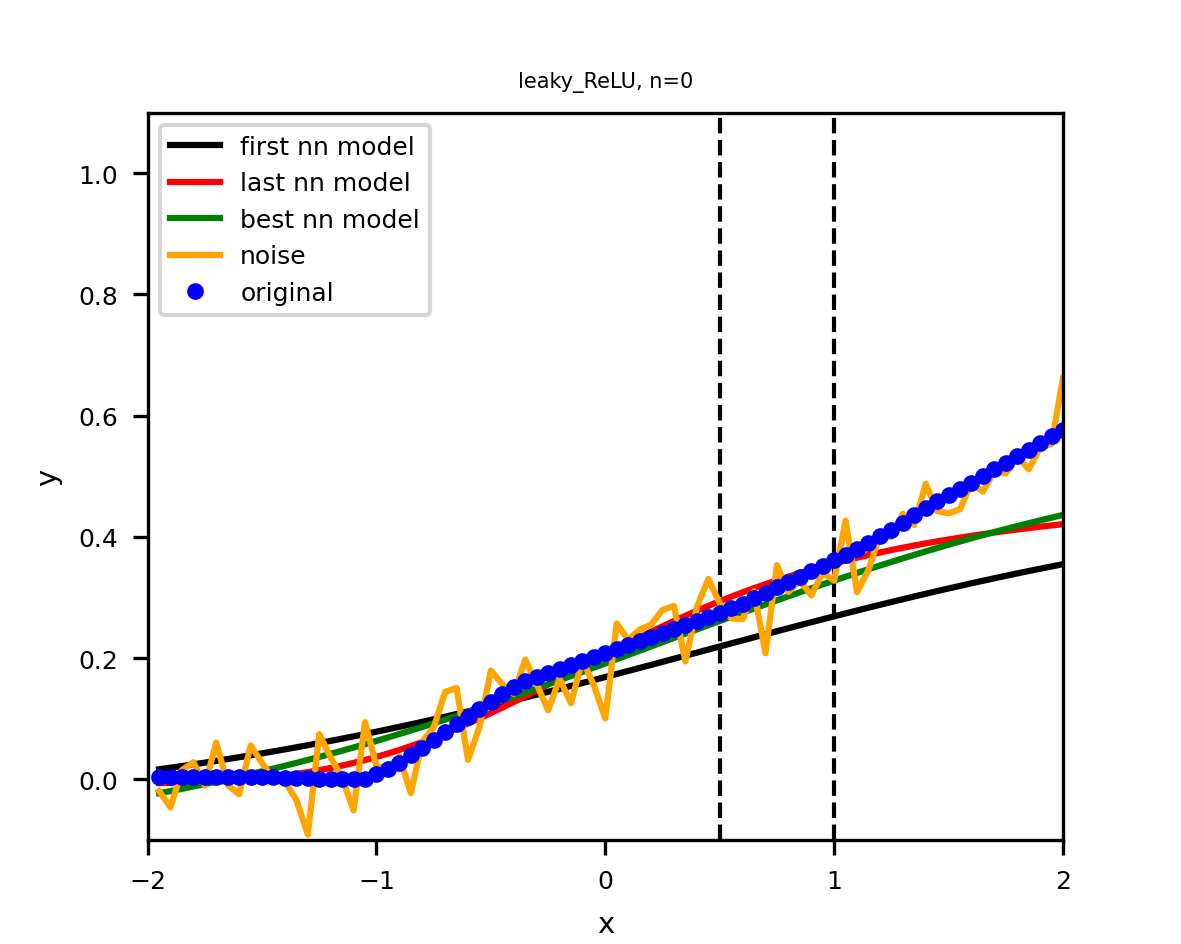 leaky_ReLU, n=0
first nn model
last nn model
best nn model
noise
original
1.0
0.8
0.6
0.4
0.2
0.0
y
−2
−1
0
1
2
x